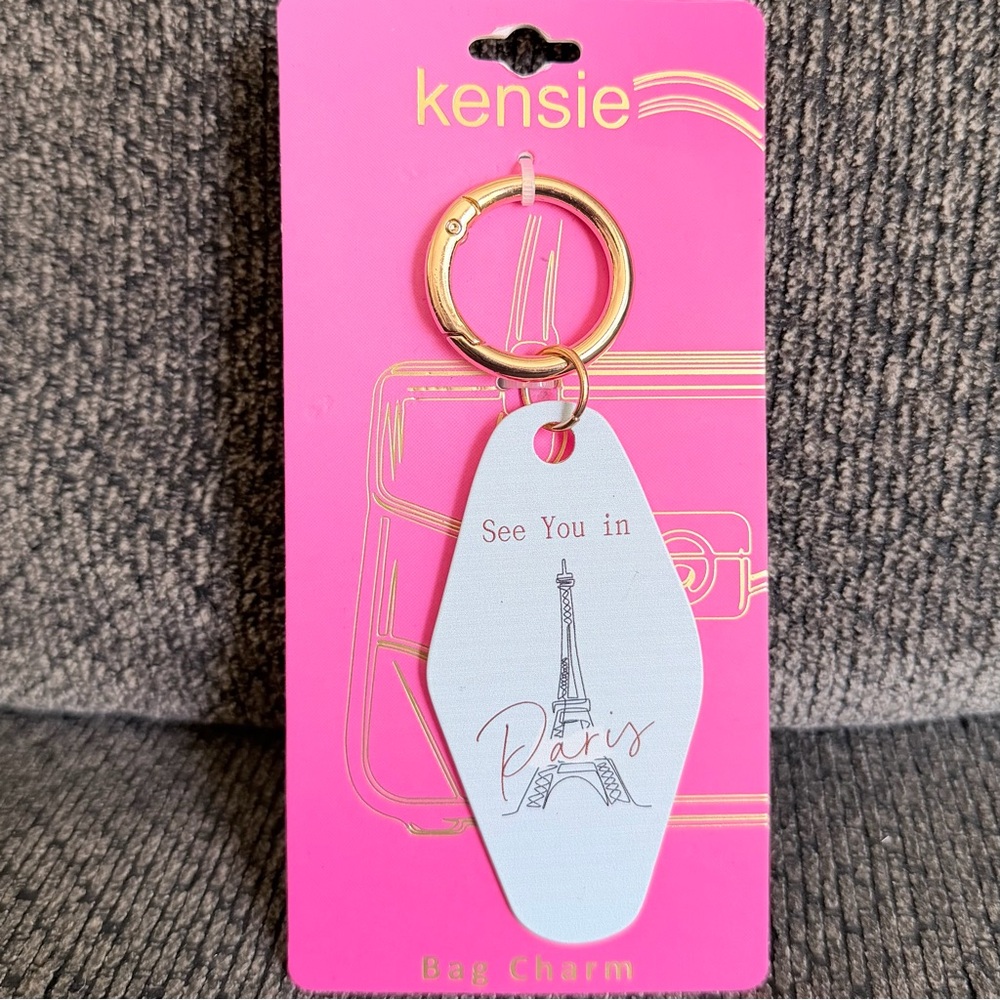 kensie
See You in
Paris
Bag Charm